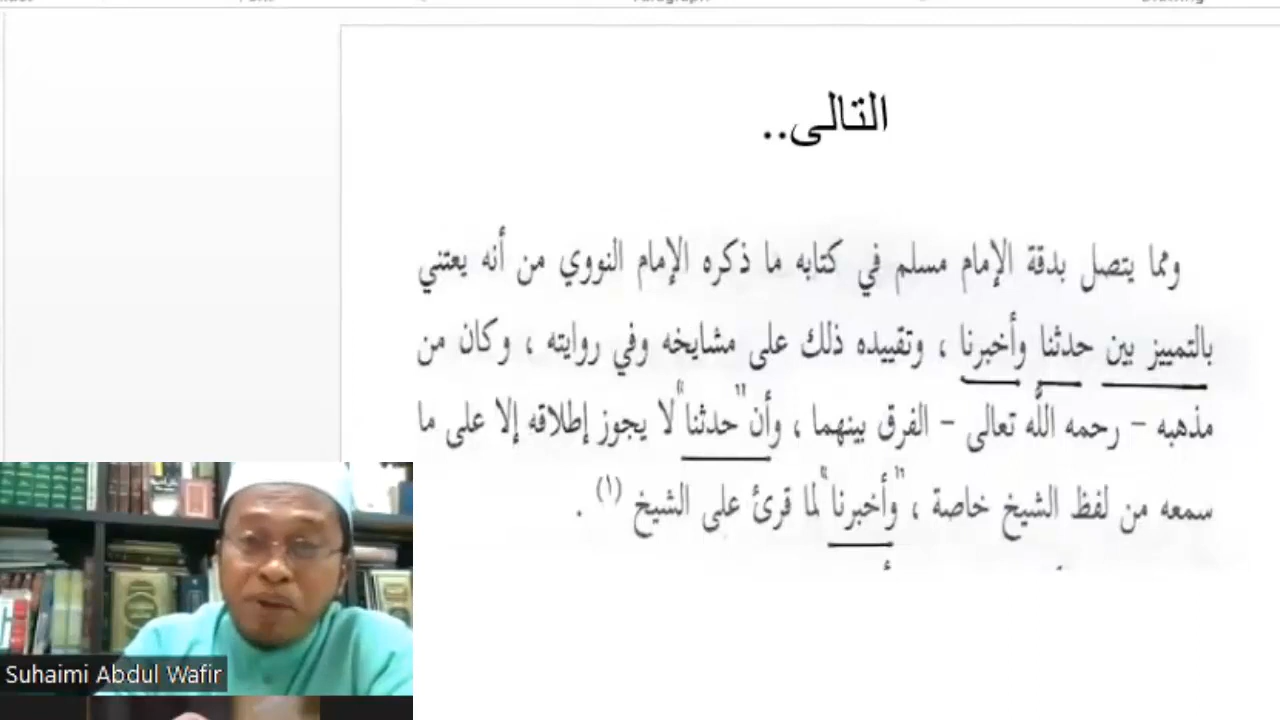 التالى..
ومما يتصل بدقة الإمام مسلم في كتابه ما ذكره الإمام النووي من أنه يعتني
بالتمييز بين حدثنا وأخبرنا ، وتقييده ذلك على مشايخه وفي روايته ، وكان من
مذهبه - رحمه اللَّه تعالى - الفرق بينهما ، وأن "حدثنا" لا يجوز إطلاقه إلا على ما
سمعه من لفظ الشيخ خاصة ، "وأخبرنا" لما قرئ على الشيخ (١) .
Suhaimi Abdul Wafir